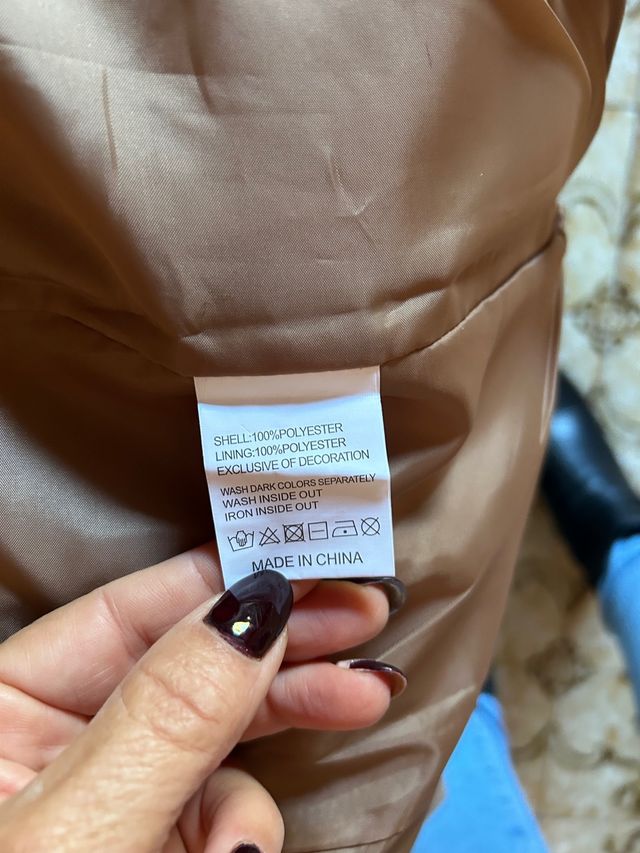 SHELL:100%POLYESTER
LINING:100%POLYESTER
EXCLUSIVE OF DECORATION
WASH DARK COLORS SEPARATELY
WASH INSIDE OUT
IRON INSIDE OUT
MADE IN CHINA